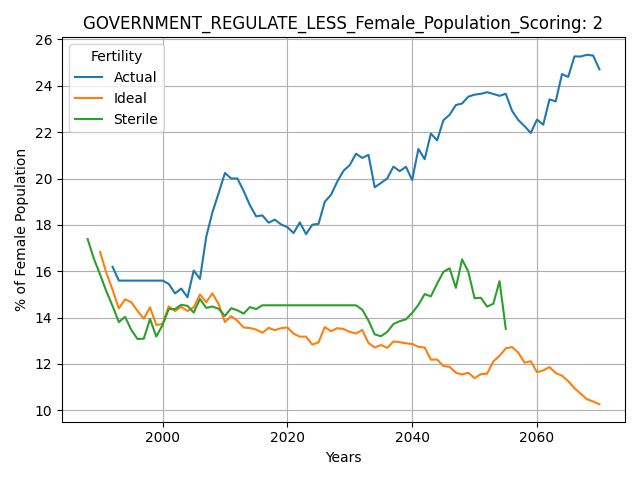 GOVERNMENT_REGULATE_LESS_Female_Population_Scoring: 2
Fertility
Actual
Ideal
Sterile
% of Female Population
26
24
22
20
18
16
14
12
10
2000 2020 2040 2060
Years